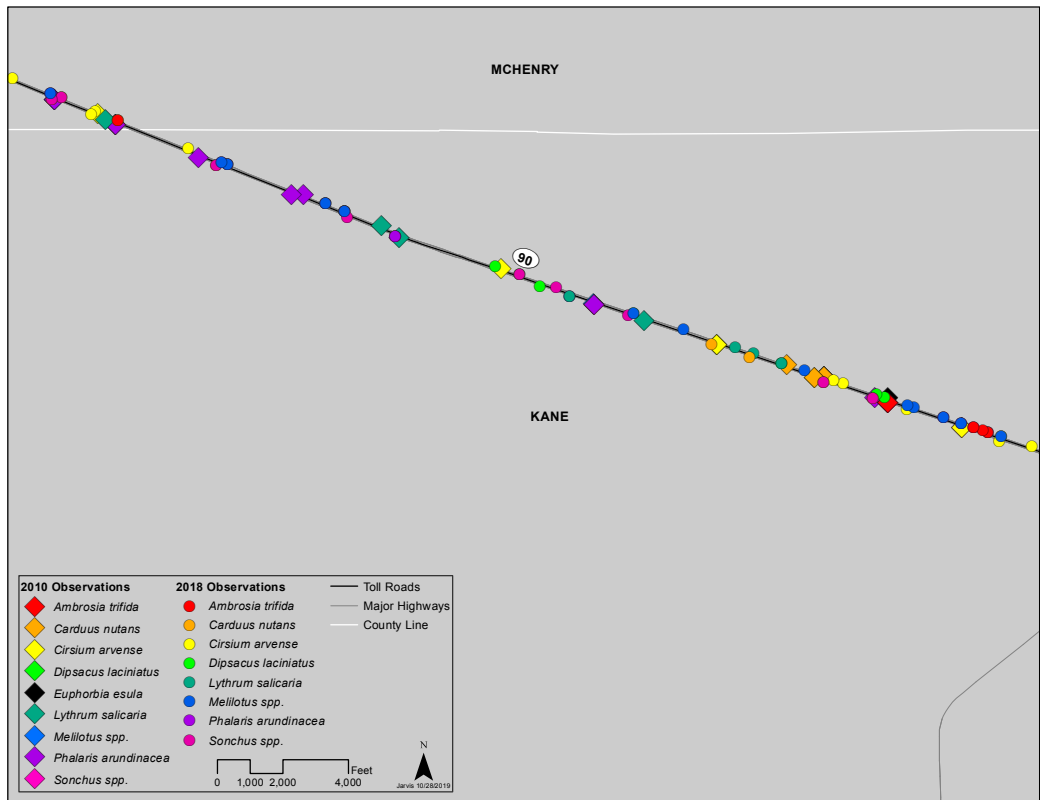 MCHENRY
90
KANE
2010 Observations
Ambrosia trifida
Carduus nutans
Cirsium arvense
Dipsacus laciniatus
Euphorbia esula
Lythrum salicaria
Melilotus spp.
Phalaris arundinacea
Sonchus spp.
2018 Observations
Ambrosia trifida
Carduus nutans
Cirsium arvense
Dipsacus laciniatus
Lythrum salicaria
Melilotus spp.
Phalaris arundinacea
Sonchus spp.
Toll Roads
Major Highways
County Line
Feet
0 1,000 2,000 4,000
N
Jarvis 10/28/2019